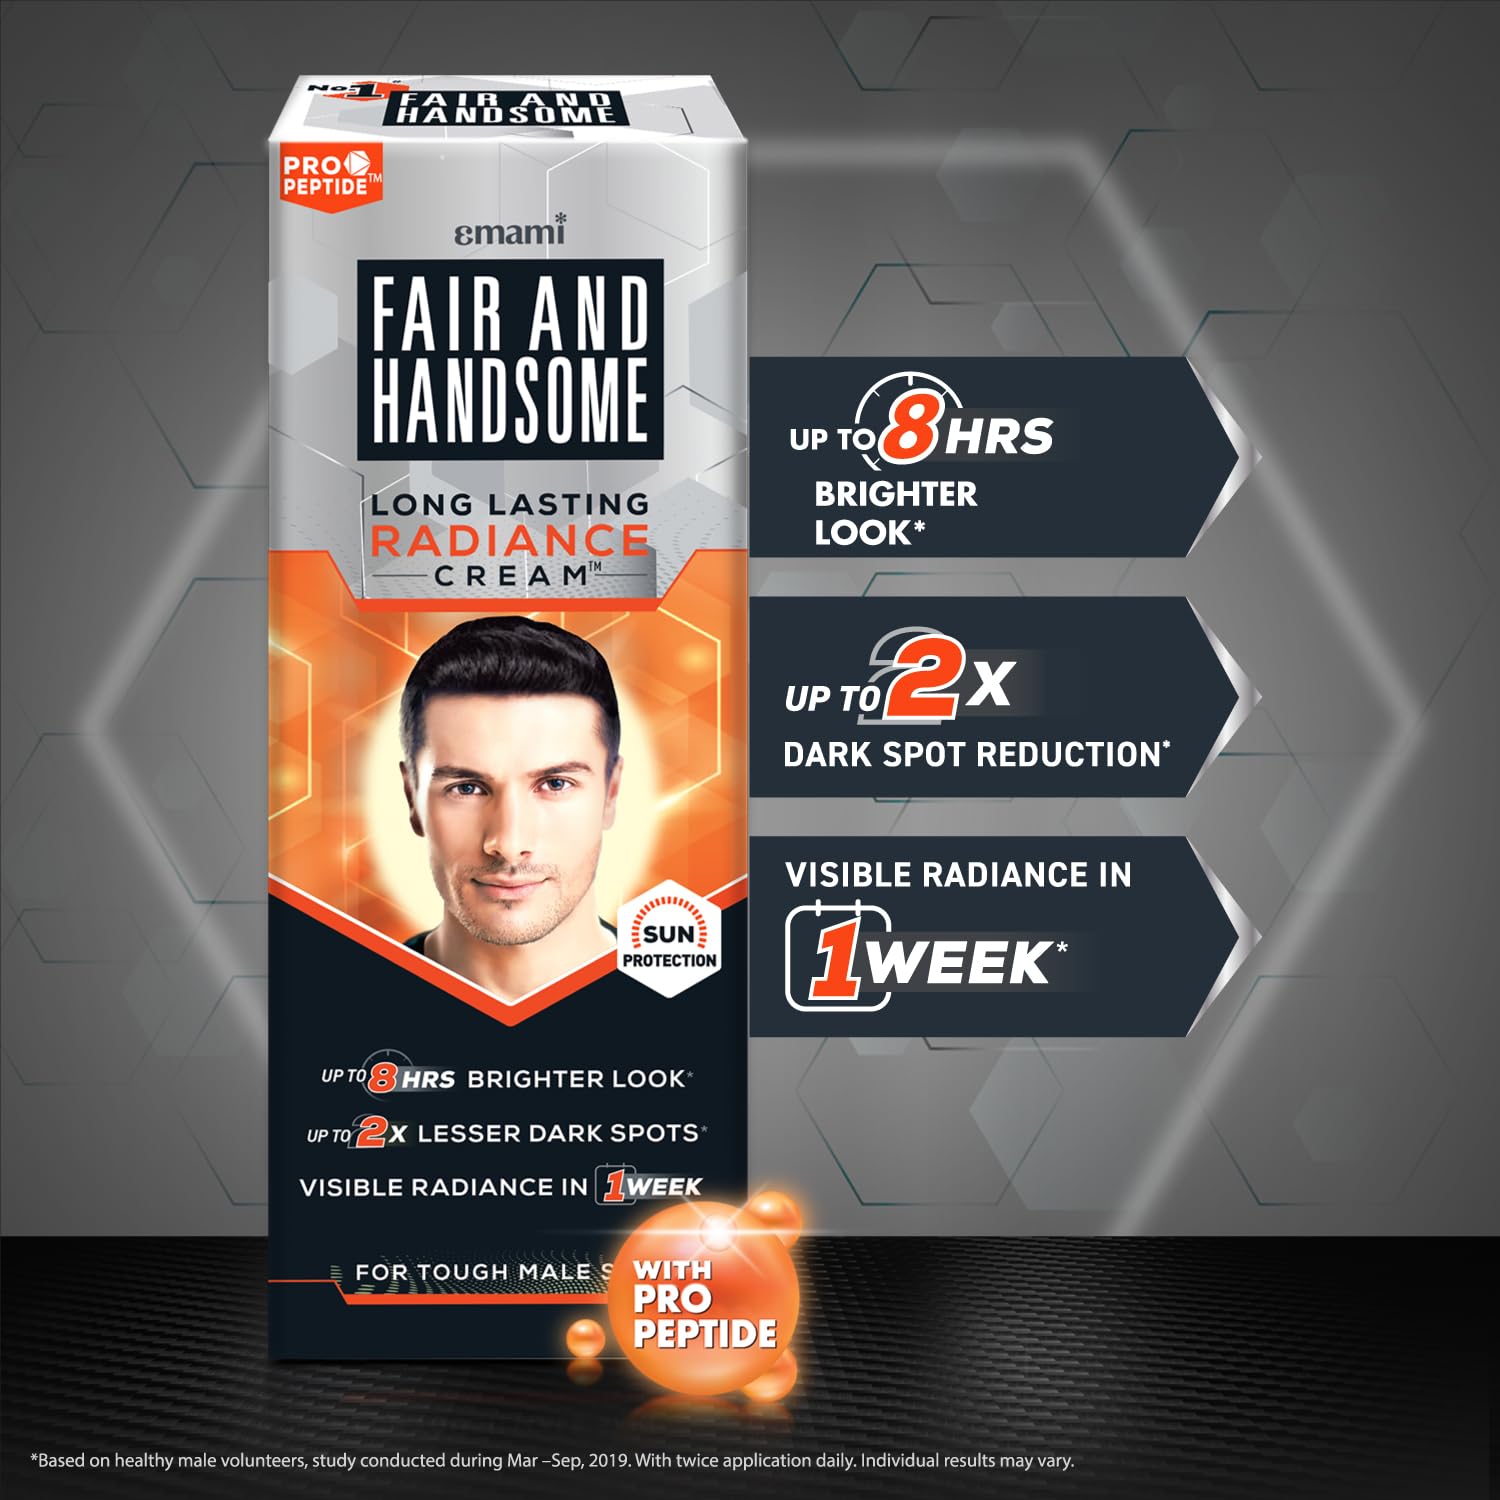 No.1
FAIR AND
HANDSOME
PRO
PEPTIDE™
emami*
FAIR AND
HANDSOME
LONG LASTING
RADIANCE
CREAM™
SUN
PROTECTION
UP TO 8 HRS BRIGHTER LOOK*
UP TO 2X LESSER DARK SPOTS*
VISIBLE RADIANCE IN 1 WEEK
FOR TOUGH MALE S
WITH
PRO
PEPTIDE
UP TO 8 HRS
BRIGHTER
LOOK*
UP TO 2X
DARK SPOT REDUCTION*
VISIBLE RADIANCE IN
1 WEEK*
*Based on healthy male volunteers, study conducted during Mar –Sep, 2019. With twice application daily. Individual results may vary.